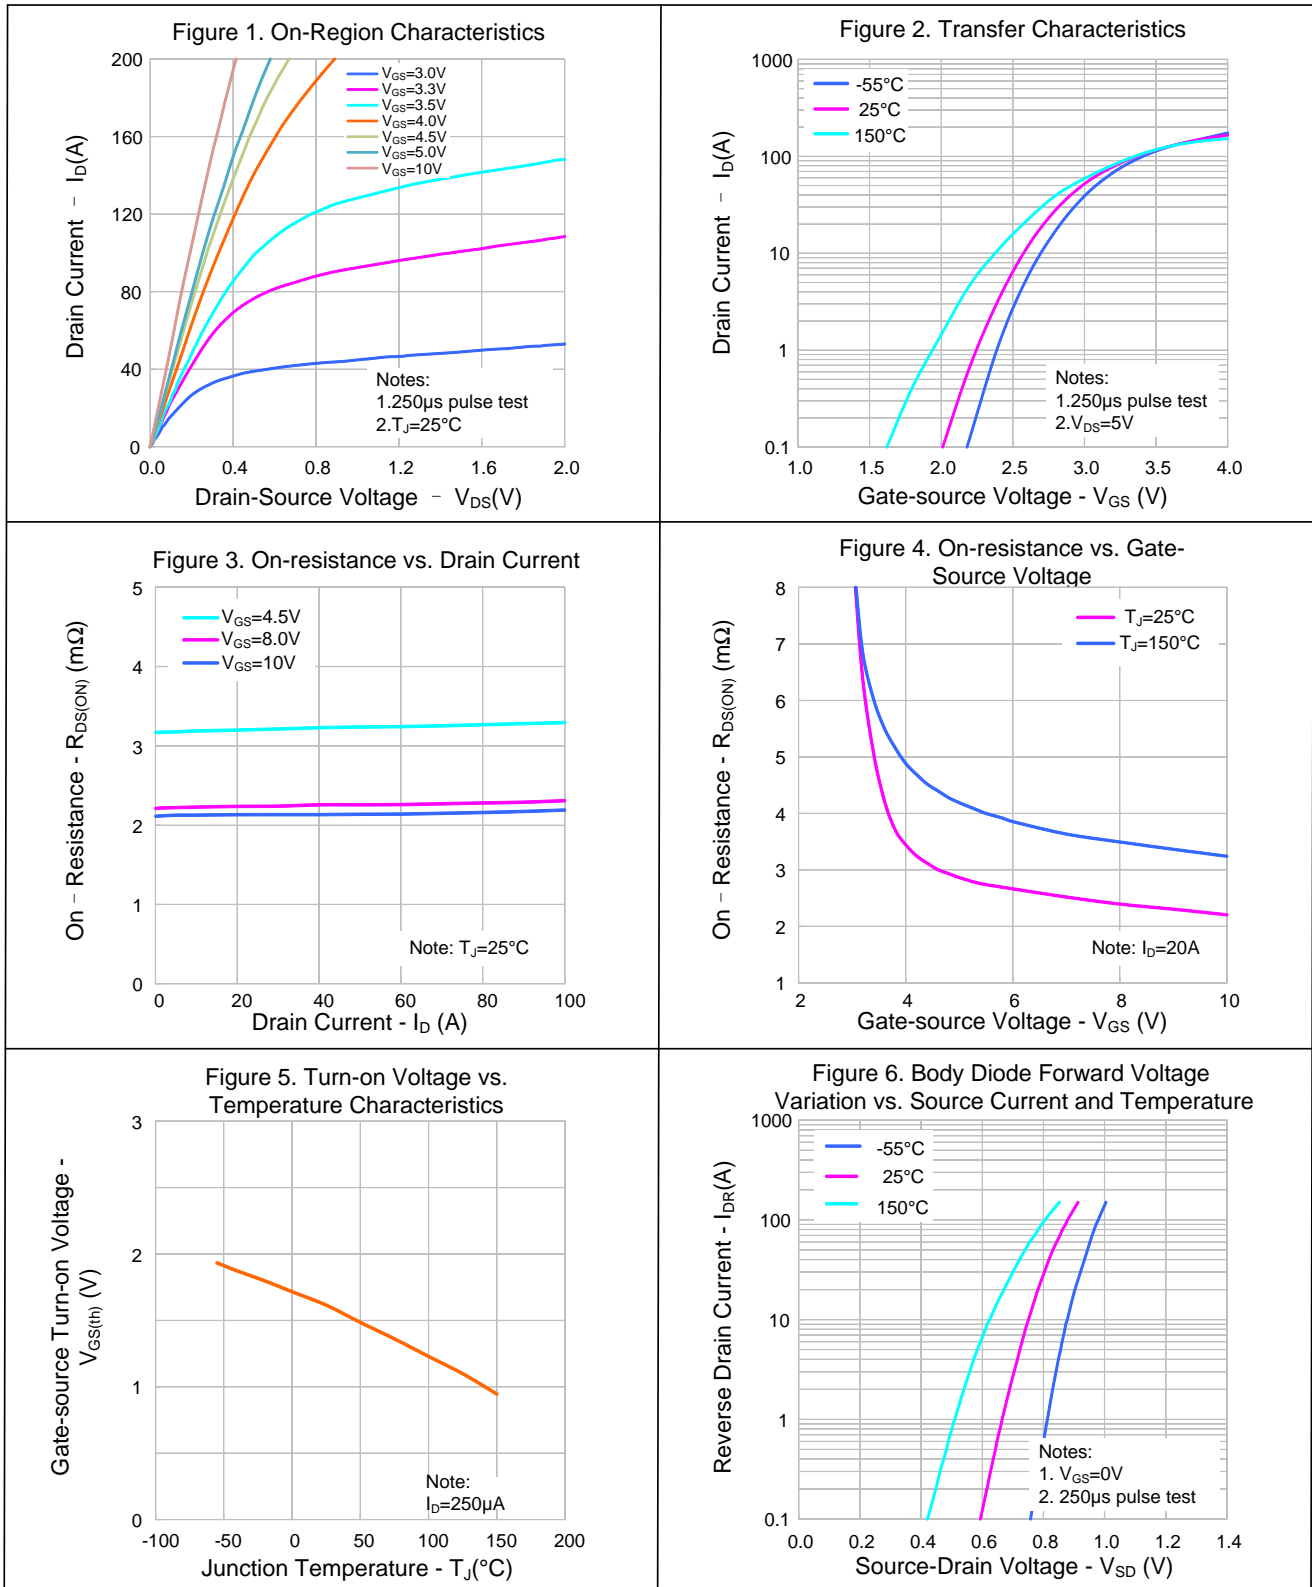 Figure 1. On-Region Characteristics
Drain Current － I_D(A)
200
160
120
80
40
0
V_GS=3.0V
V_GS=3.3V
V_GS=3.5V
V_GS=4.0V
V_GS=4.5V
V_GS=5.0V
V_GS=10V
Notes:
1.250µs pulse test
2.T_J=25°C
0.0 0.4 0.8 1.2 1.6 2.0
Drain-Source Voltage － V_DS(V)
Figure 2. Transfer Characteristics
Drain Current － I_D(A)
1000
100
10
1
0.1
-55°C
25°C
150°C
Notes:
1.250µs pulse test
2.V_DS=5V
1.0 1.5 2.0 2.5 3.0 3.5 4.0
Gate-source Voltage - V_GS (V)
Figure 3. On-resistance vs. Drain Current
On－Resistance - R_DS(ON) (mΩ)
5
4
3
2
1
0
V_GS=4.5V
V_GS=8.0V
V_GS=10V
Note: T_J=25°C
0 20 40 60 80 100
Drain Current - I_D (A)
Figure 4. On-resistance vs. Gate-
Source Voltage
On－Resistance - R_DS(ON) (mΩ)
8
7
6
5
4
3
2
1
T_J=25°C
T_J=150°C
Note: I_D=20A
2 4 6 8 10
Gate-source Voltage - V_GS (V)
Figure 5. Turn-on Voltage vs.
Temperature Characteristics
Gate-source Turn-on Voltage -
V_GS(th) (V)
3
2
1
0
Note:
I_D=250µA
-100 -50 0 50 100 150 200
Junction Temperature - T_J(°C)
Figure 6. Body Diode Forward Voltage
Variation vs. Source Current and Temperature
Reverse Drain Current - I_DR(A)
1000
100
10
1
0.1
-55°C
25°C
150°C
Notes:
1. V_GS=0V
2. 250µs pulse test
0.0 0.2 0.4 0.6 0.8 1.0 1.2 1.4
Source-Drain Voltage - V_SD (V)